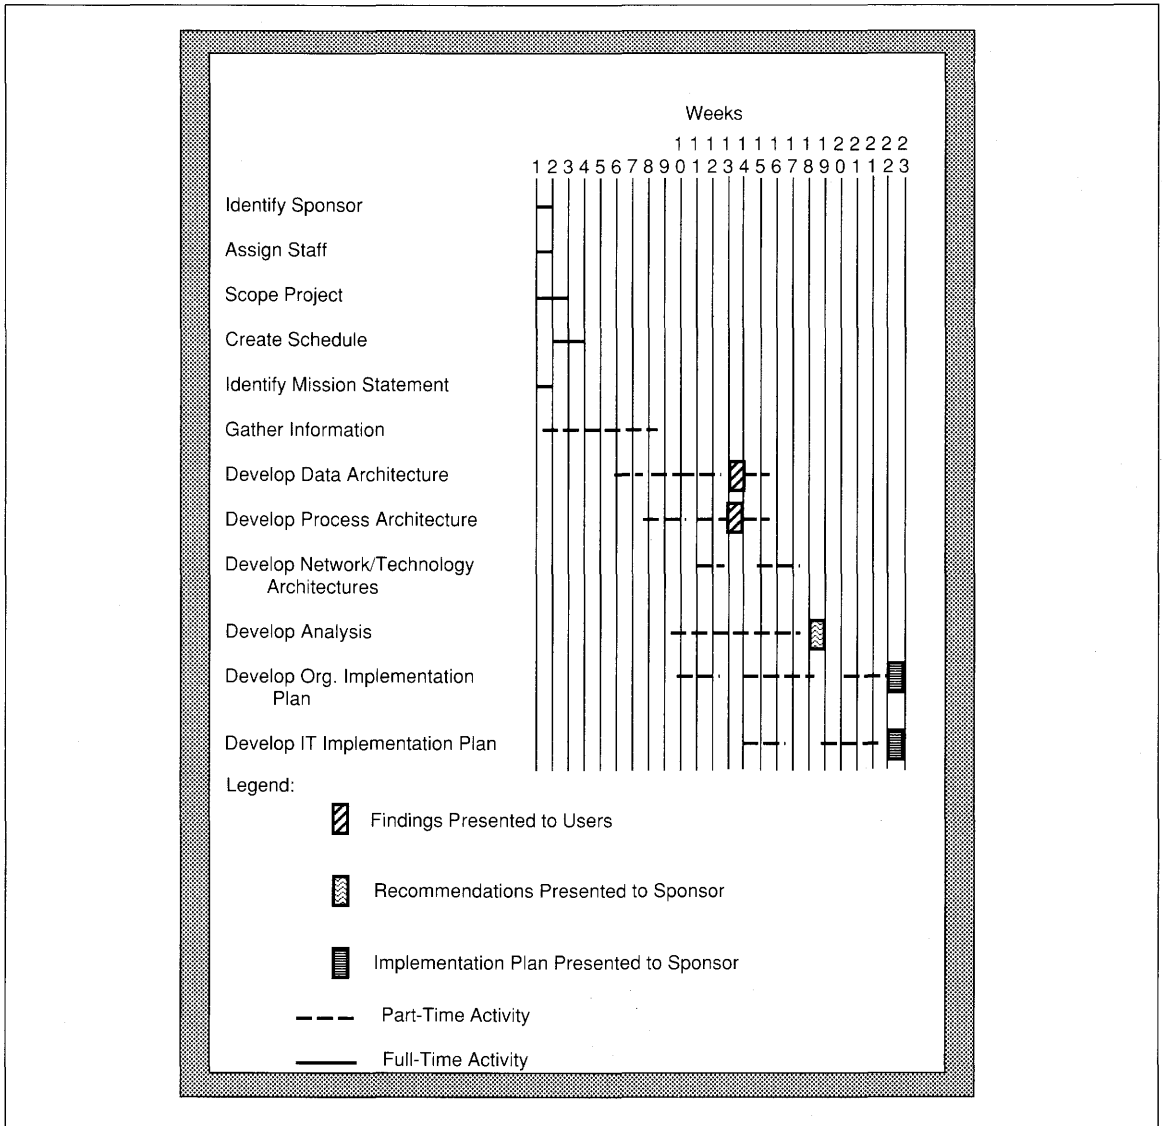 Weeks
1 1 1 1 1 1 1 1 1 1 2 2 2 2
1 2 3 4 5 6 7 8 9 0 1 2 3 4 5 6 7 8 9 0 1 2 3
Identify Sponsor
Assign Staff
Scope Project
Create Schedule
Identify Mission Statement
Gather Information
Develop Data Architecture
Develop Process Architecture
Develop Network/Technology
Architectures
Develop Analysis
Develop Org. Implementation
Plan
Develop IT Implementation Plan
Legend:
Findings Presented to Users
Recommendations Presented to Sponsor
Implementation Plan Presented to Sponsor
Part-Time Activity
Full-Time Activity